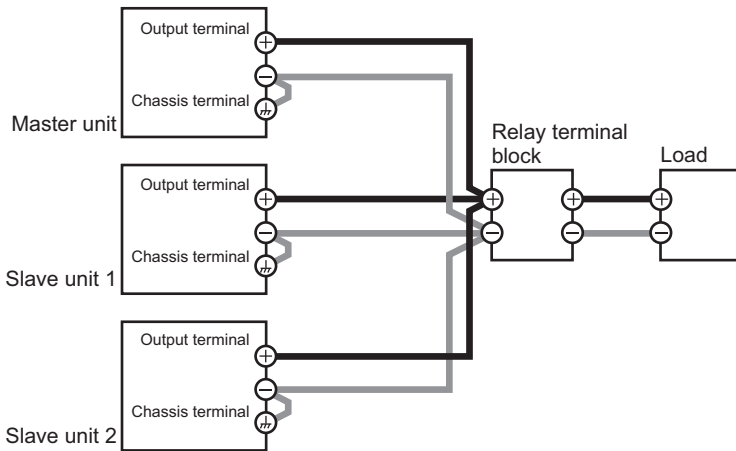 Output terminal
+
−
Chassis terminal
Master unit
Relay terminal
block
Load
Output terminal
+
+
+
+
−
−
−
−
Chassis terminal
Slave unit 1
Output terminal
+
−
Chassis terminal
Slave unit 2